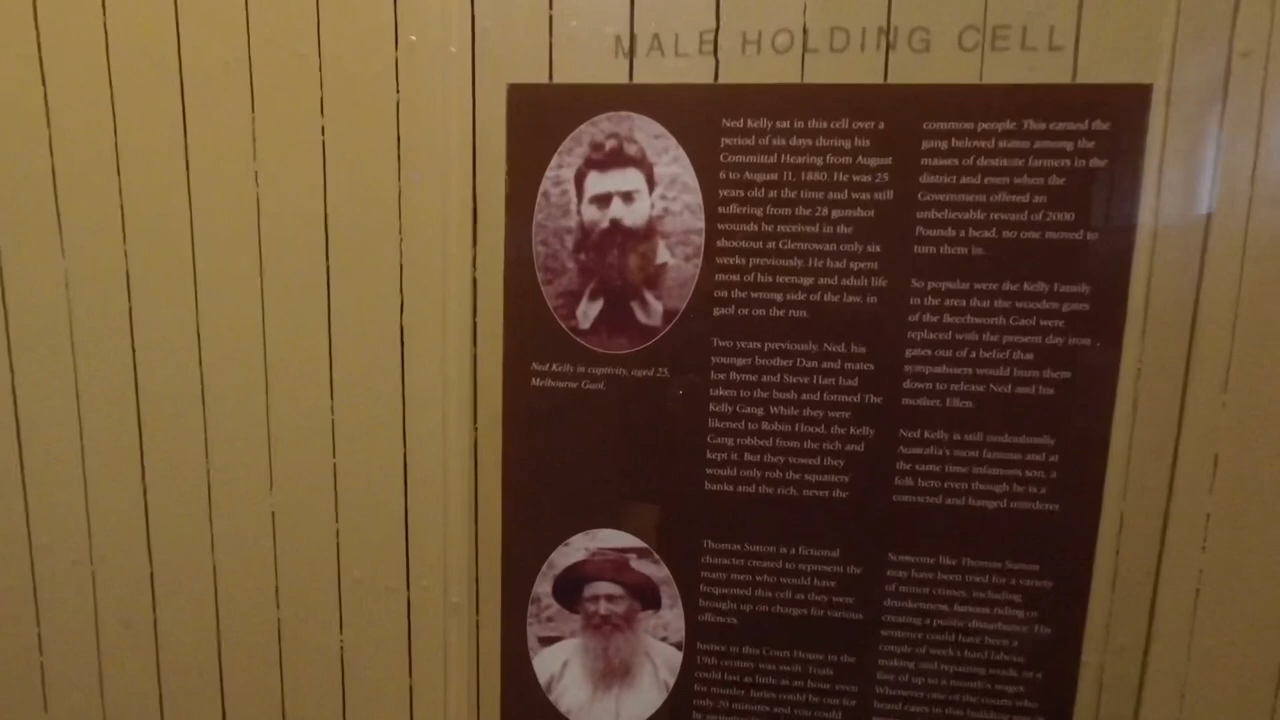 MALE HOLDING CELL
Ned Kelly sat in this cell over a
period of six days during his
Committal Hearing from August
6 to August 11, 1880. He was 25
years old at the time and was still
suffering from the 28 gunshot
wounds he received in the
shootout at Glenrowan only six
weeks previously. He had spent
most of his teenage and adult life
on the wrong side of the law, in
gaol or on the run.
Two years previously, Ned, his
younger brother Dan and mates
Joe Byrne and Steve Hart had
taken to the bush and formed The
Kelly Gang. While they were
likened to Robin Hood, the Kelly
Gang robbed from the rich and
kept it. But they vowed they
would only rob the squatters'
banks and the rich, never the
common people. This earned the
gang beloved status among the
masses of destitute farmers in the
district and even when the
Government offered an
unbelievable reward of 2000
Pounds a head, no one moved to
turn them in.
So popular were the Kelly Family
in the area that the wooden gates
of the Beechworth Gaol were
replaced with the present day iron
gates out of a belief that
sympathisers would burn them
down to release Ned and his
mother, Ellen.
Ned Kelly is still undoubtedly
Australia's most famous and at
the same time infamous son, a
folk hero even though he is a
convicted and hanged murderer
Ned Kelly in captivity, aged 25,
Melbourne Gaol.
Thomas Sutton is a fictional
character created to represent the
many men who would have
frequented this cell as they were
brought up on charges for various
offences.
Justice in this Court House in the
19th century was swift. Trials
could last as little as an hour, even
for murder. Juries could be out for
only 20 minutes and you could
Someone like Thomas Sutton
may have been tried for a variety
of minor crimes, including
drunkenness, furious riding or
creating a public disturbance. His
sentence could have been a
couple of week's hard labour,
making and repairing roads, or a
fine of up to a month's wages.
Whenever one of the courts who
heard cases in this building